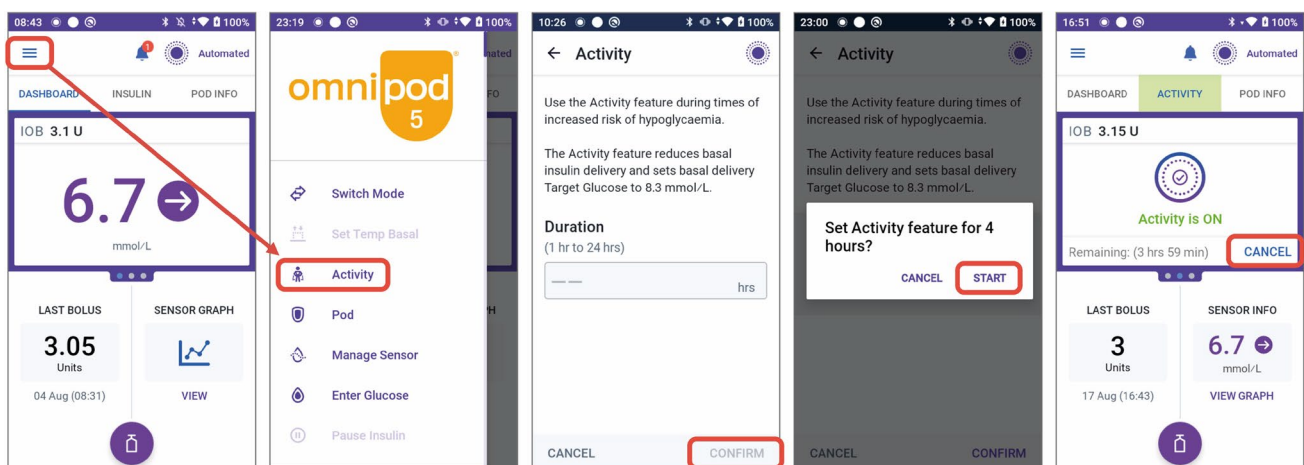 08:43 100%
1
Automated
DASHBOARD INSULIN POD INFO
IOB 3.1 U
6.7
mmol/L
LAST BOLUS SENSOR GRAPH
3.05
Units
04 Aug (08:31) VIEW
23:19 100%
ated
omnipod
5
FO
Switch Mode
Set Temp Basal
Activity
Pod
PH
Manage Sensor
Enter Glucose
Pause Insulin
10:26 100%
Activity
Use the Activity feature during times of
increased risk of hypoglycaemia.
The Activity feature reduces basal
insulin delivery and sets basal delivery
Target Glucose to 8.3 mmol/L.
Duration
(1 hr to 24 hrs)
hrs
CANCEL CONFIRM
23:00 100%
Activity
Use the Activity feature during times of
increased risk of hypoglycaemia.
The Activity feature reduces basal
insulin delivery and sets basal delivery
Target Glucose to 8.3 mmol/L.
Set Activity feature for 4
hours?
CANCEL START
CANCEL CONFIRM
16:51 100%
Automated
DASHBOARD ACTIVITY POD INFO
IOB 3.15 U
Activity is ON
Remaining: (3 hrs 59 min) CANCEL
LAST BOLUS SENSOR INFO
3 6.7
Units mmol/L
17 Aug (16:43) VIEW GRAPH